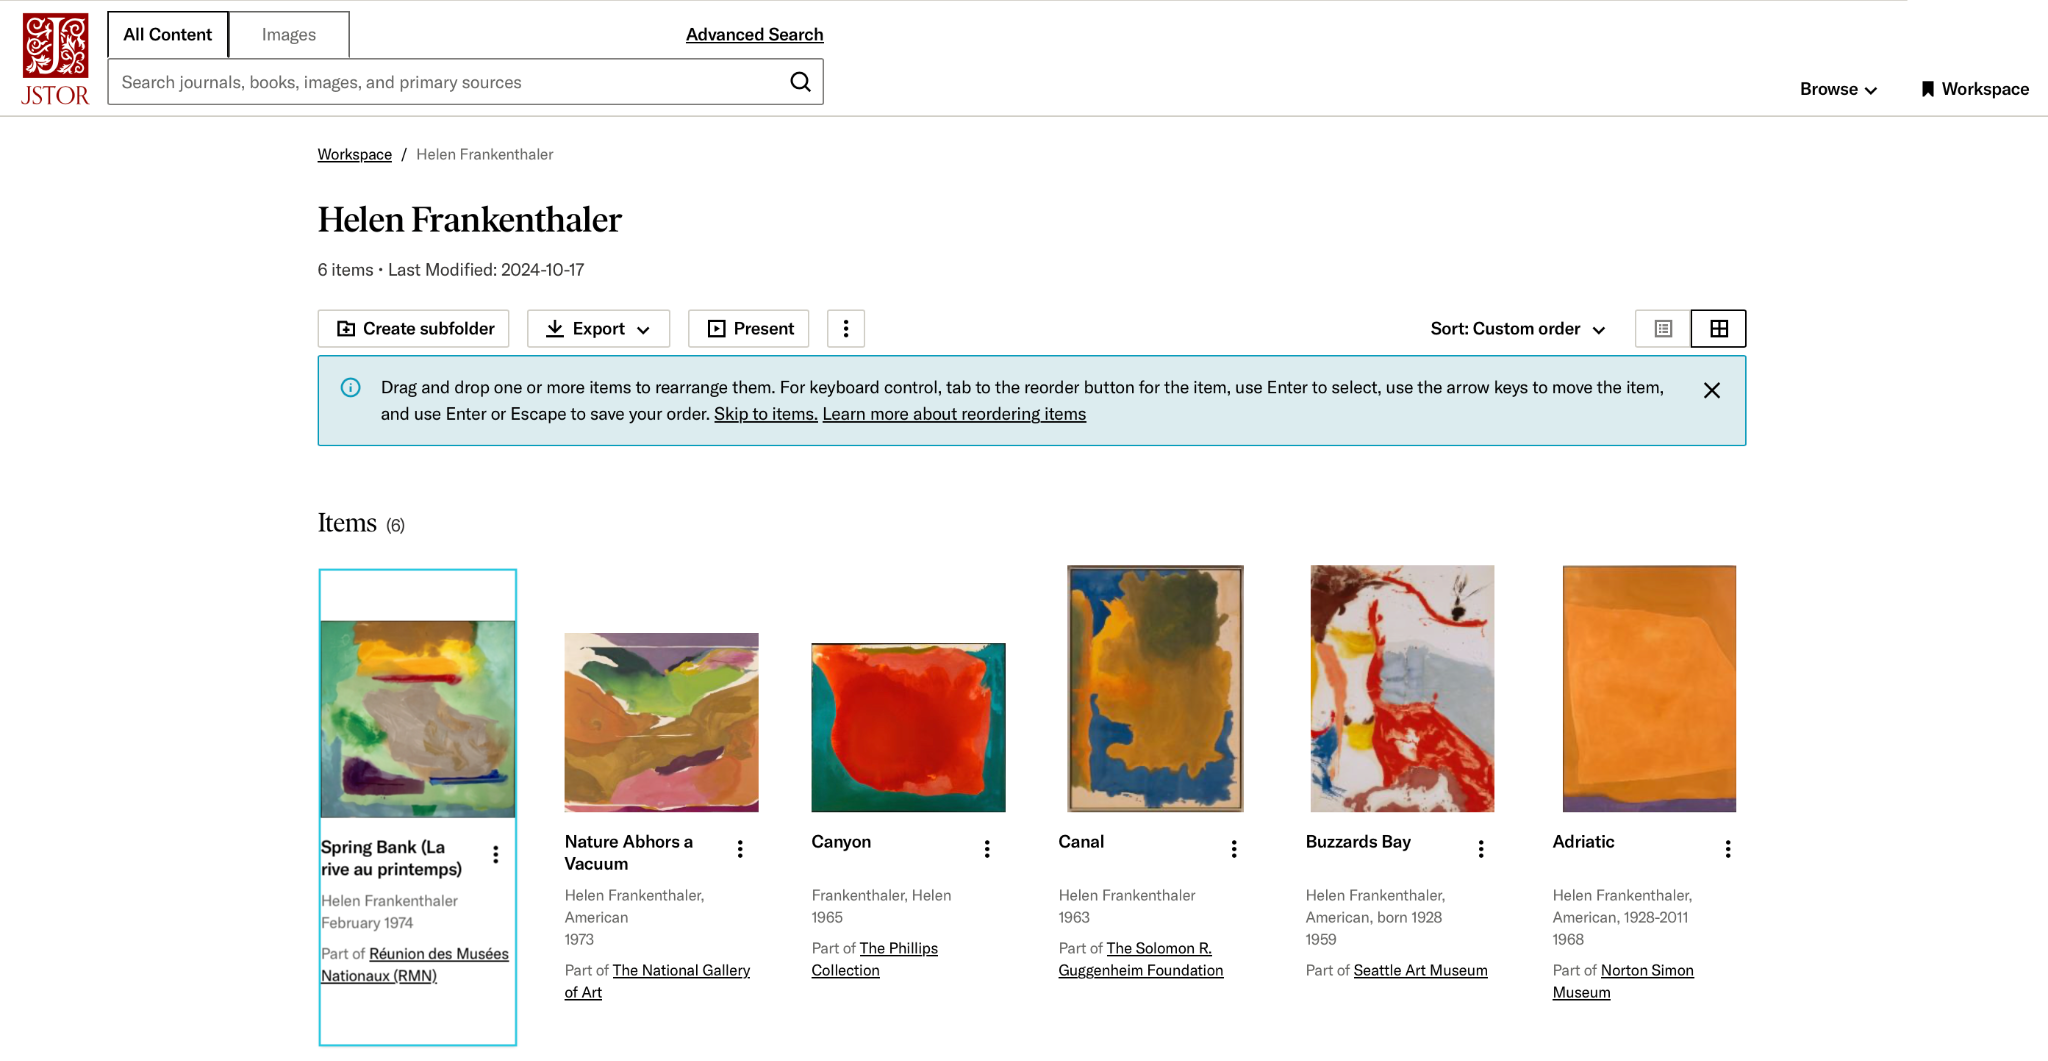 All Content
Images
Advanced Search
JSTOR
Search journals, books, images, and primary sources
Browse
Workspace
Workspace / Helen Frankenthaler
Helen Frankenthaler
6 items • Last Modified: 2024-10-17
Create subfolder
Export
Present
Sort: Custom order
Drag and drop one or more items to rearrange them. For keyboard control, tab to the reorder button for the item, use Enter to select, use the arrow keys to move the item,
and use Enter or Escape to save your order. Skip to items. Learn more about reordering items
Items (6)
Spring Bank (La
rive au printemps)
Helen Frankenthaler
February 1974
Part of Réunion des Musées
Nationaux (RMN)
Nature Abhors a
Vacuum
Helen Frankenthaler,
American
1973
Part of The National Gallery
of Art
Canyon
Frankenthaler, Helen
1965
Part of The Phillips
Collection
Canal
Helen Frankenthaler
1963
Part of The Solomon R.
Guggenheim Foundation
Buzzards Bay
Helen Frankenthaler,
American, born 1928
1959
Part of Seattle Art Museum
Adriatic
Helen Frankenthaler,
American, 1928-2011
1968
Part of Norton Simon
Museum